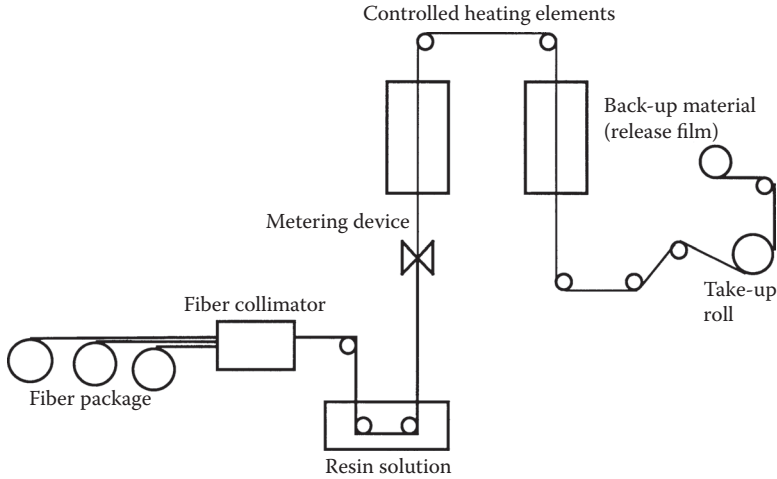 Controlled heating elements
Back-up material
(release film)
Metering device
Take-up
roll
Fiber collimator
Fiber package
Resin solution